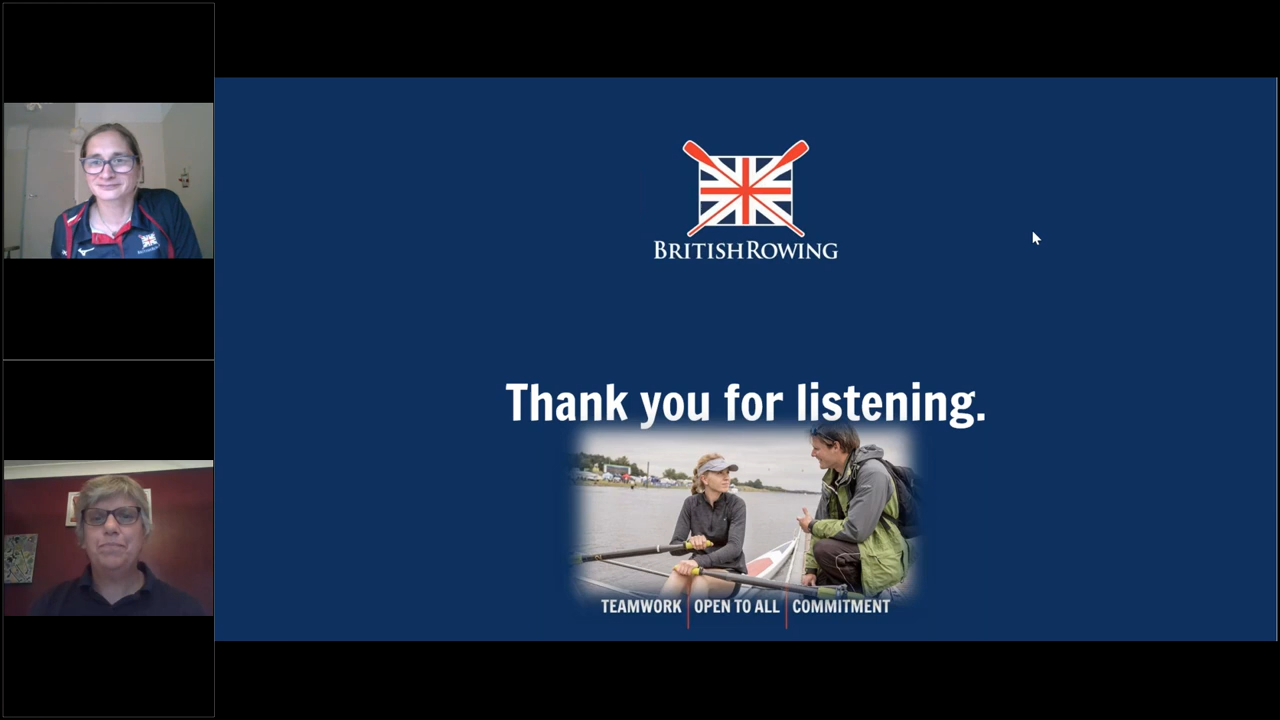 BRITISHROWING
Thank you for listening.
TEAMWORK | OPEN TO ALL | COMMITMENT